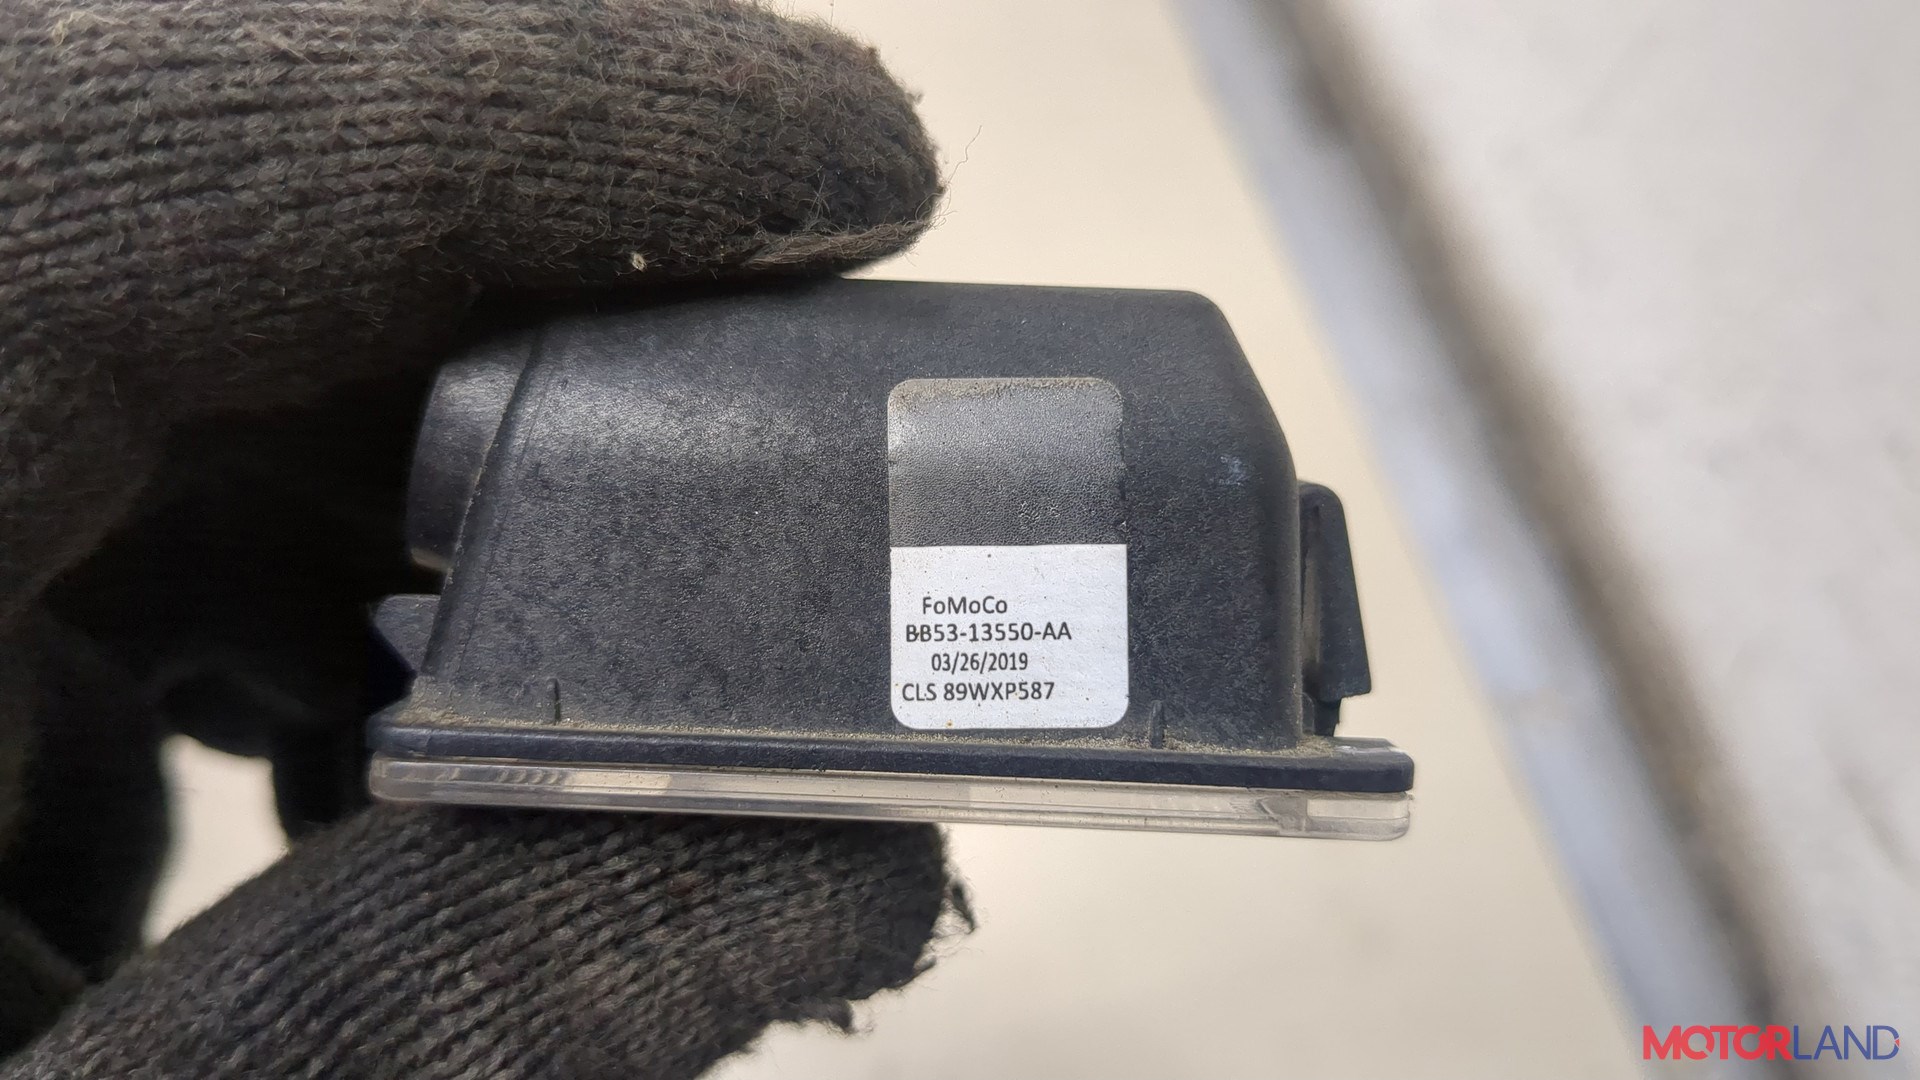 FoMoCo
BB53-13550-AA
03/26/2019
CLS 89WXP587
MOTORLAND